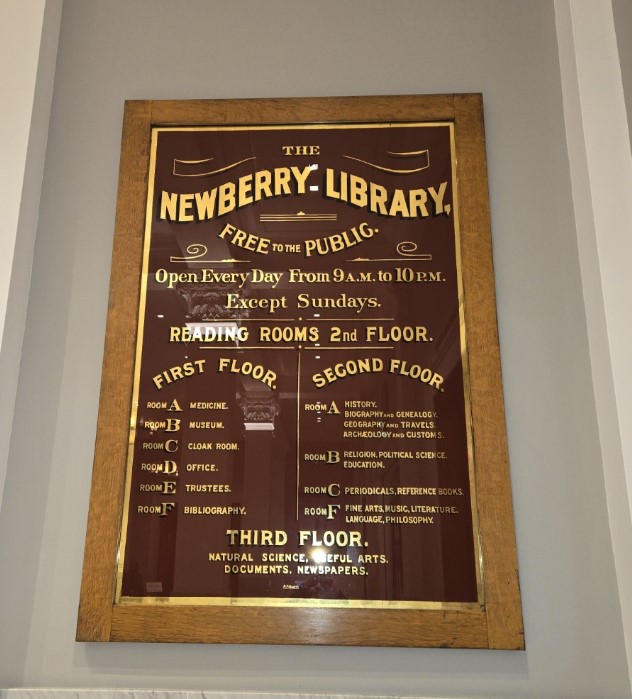 THE
NEWBERRY LIBRARY,
FREE TO THE PUBLIC.
Open Every Day From 9 A.M. to 10 P.M.
Except Sundays.
READING ROOMS 2nd FLOOR.
FIRST FLOOR.
ROOM A MEDICINE.
ROOM B MUSEUM.
ROOM C CLOAK ROOM.
ROOM D OFFICE.
ROOM E TRUSTEES.
ROOM F BIBLIOGRAPHY.
SECOND FLOOR.
ROOM A HISTORY.
BIOGRAPHY AND GENEALOGY.
GEOGRAPHY AND TRAVELS.
ARCHEOLOGY AND CUSTOMS.
ROOM B RELIGION, POLITICAL SCIENCE.
EDUCATION.
ROOM C PERIODICALS, REFERENCE BOOKS.
ROOM F FINE ARTS, MUSIC, LITERATURE.
LANGUAGE, PHILOSOPHY.
THIRD FLOOR.
NATURAL SCIENCE, USEFUL ARTS.
DOCUMENTS, NEWSPAPERS.